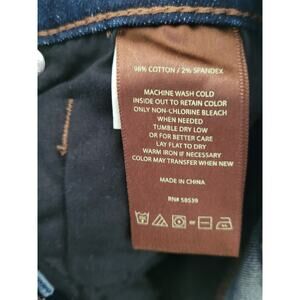 98% COTTON / 2% SPANDEX
MACHINE WASH COLD
INSIDE OUT TO RETAIN COLOR
ONLY NON-CHLORINE BLEACH
WHEN NEEDED
TUMBLE DRY LOW
OR FOR BETTER CARE
LAY FLAT TO DRY
WARM IRON IF NECESSARY
COLOR MAY TRANSFER WHEN NEW
MADE IN CHINA
RN# 58539
OR